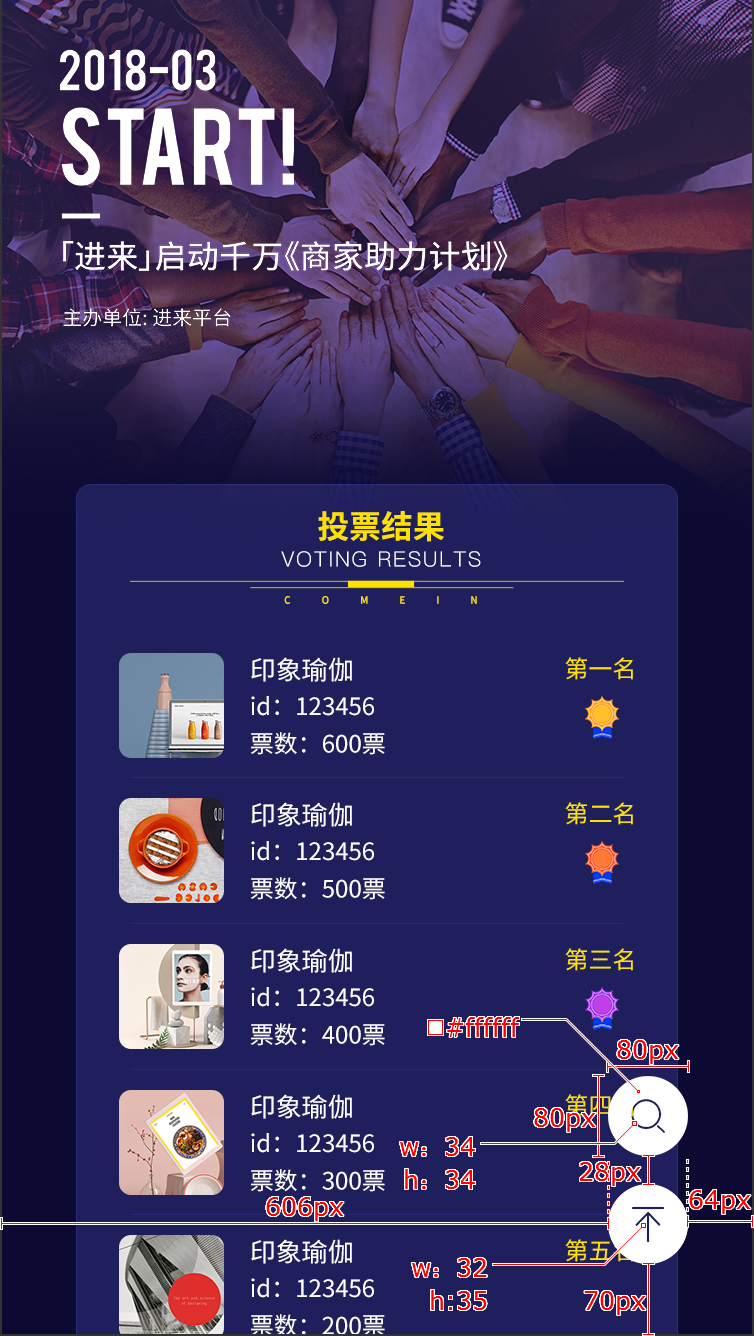 2018-03
START!
「进来」启动千万《商家助力计划》
主办单位: 进来平台
投票结果
VOTING RESULTS
COMEIN
印象瑜伽
第一名
id：123456
票数：600票
印象瑜伽
第二名
id：123456
票数：500票
印象瑜伽
第三名
id：123456
票数：400票
#ffffff
80px
印象瑜伽
第四
80px
id：123456
w：34
票数：300票
h：34
28px
606px
64px
印象瑜伽
第五
id：123456
w：32
票数：200票
h:35
70px